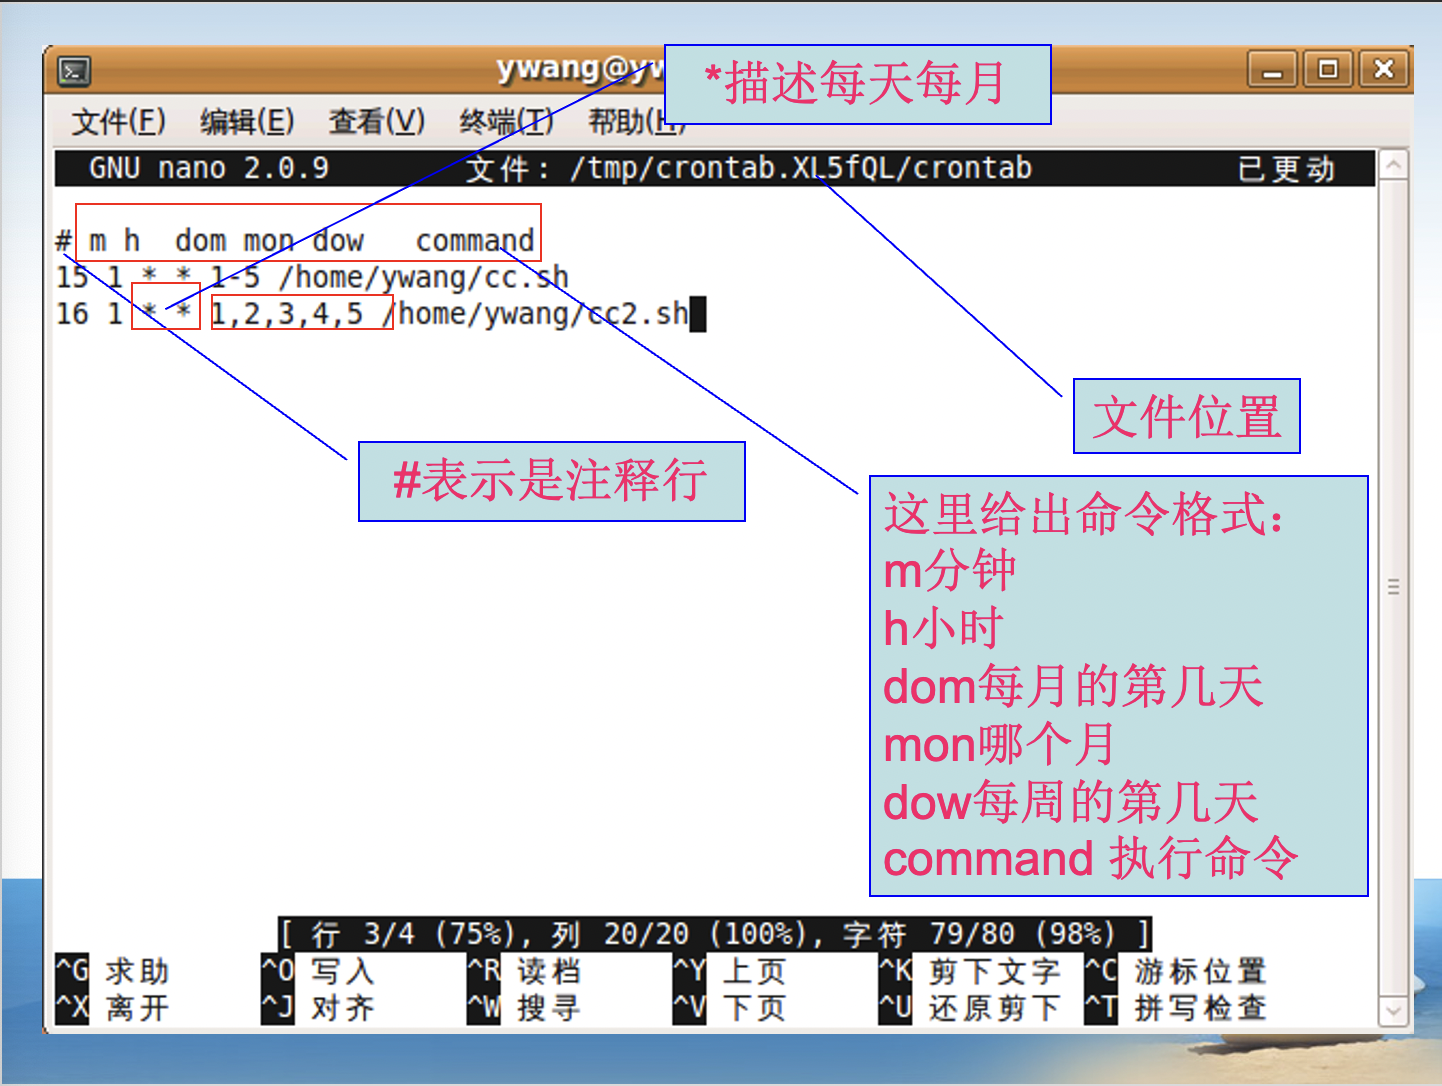 ywang@yw
*描述每天每月
文件(F) 编辑(E) 查看(V) 终端(T) 帮助(H)
GNU nano 2.0.9 文件: /tmp/crontab.XL5fQL/crontab 已更动
# m h dom mon dow command
15 1 * * 1-5 /home/ywang/cc.sh
16 1 * * 1,2,3,4,5 /home/ywang/cc2.sh
文件位置
#表示是注释行
这里给出命令格式：
m分钟
h小时
dom每月的第几天
mon哪个月
dow每周的第几天
command 执行命令
[ 行 3/4 (75%), 列 20/20 (100%), 字符 79/80 (98%) ]
^G 求助 ^O 写入 ^R 读档 ^Y 上页 ^K 剪下文字 ^C 游标位置
^X 离开 ^J 对齐 ^W 搜寻 ^V 下页 ^U 还原剪下 ^T 拼写检查